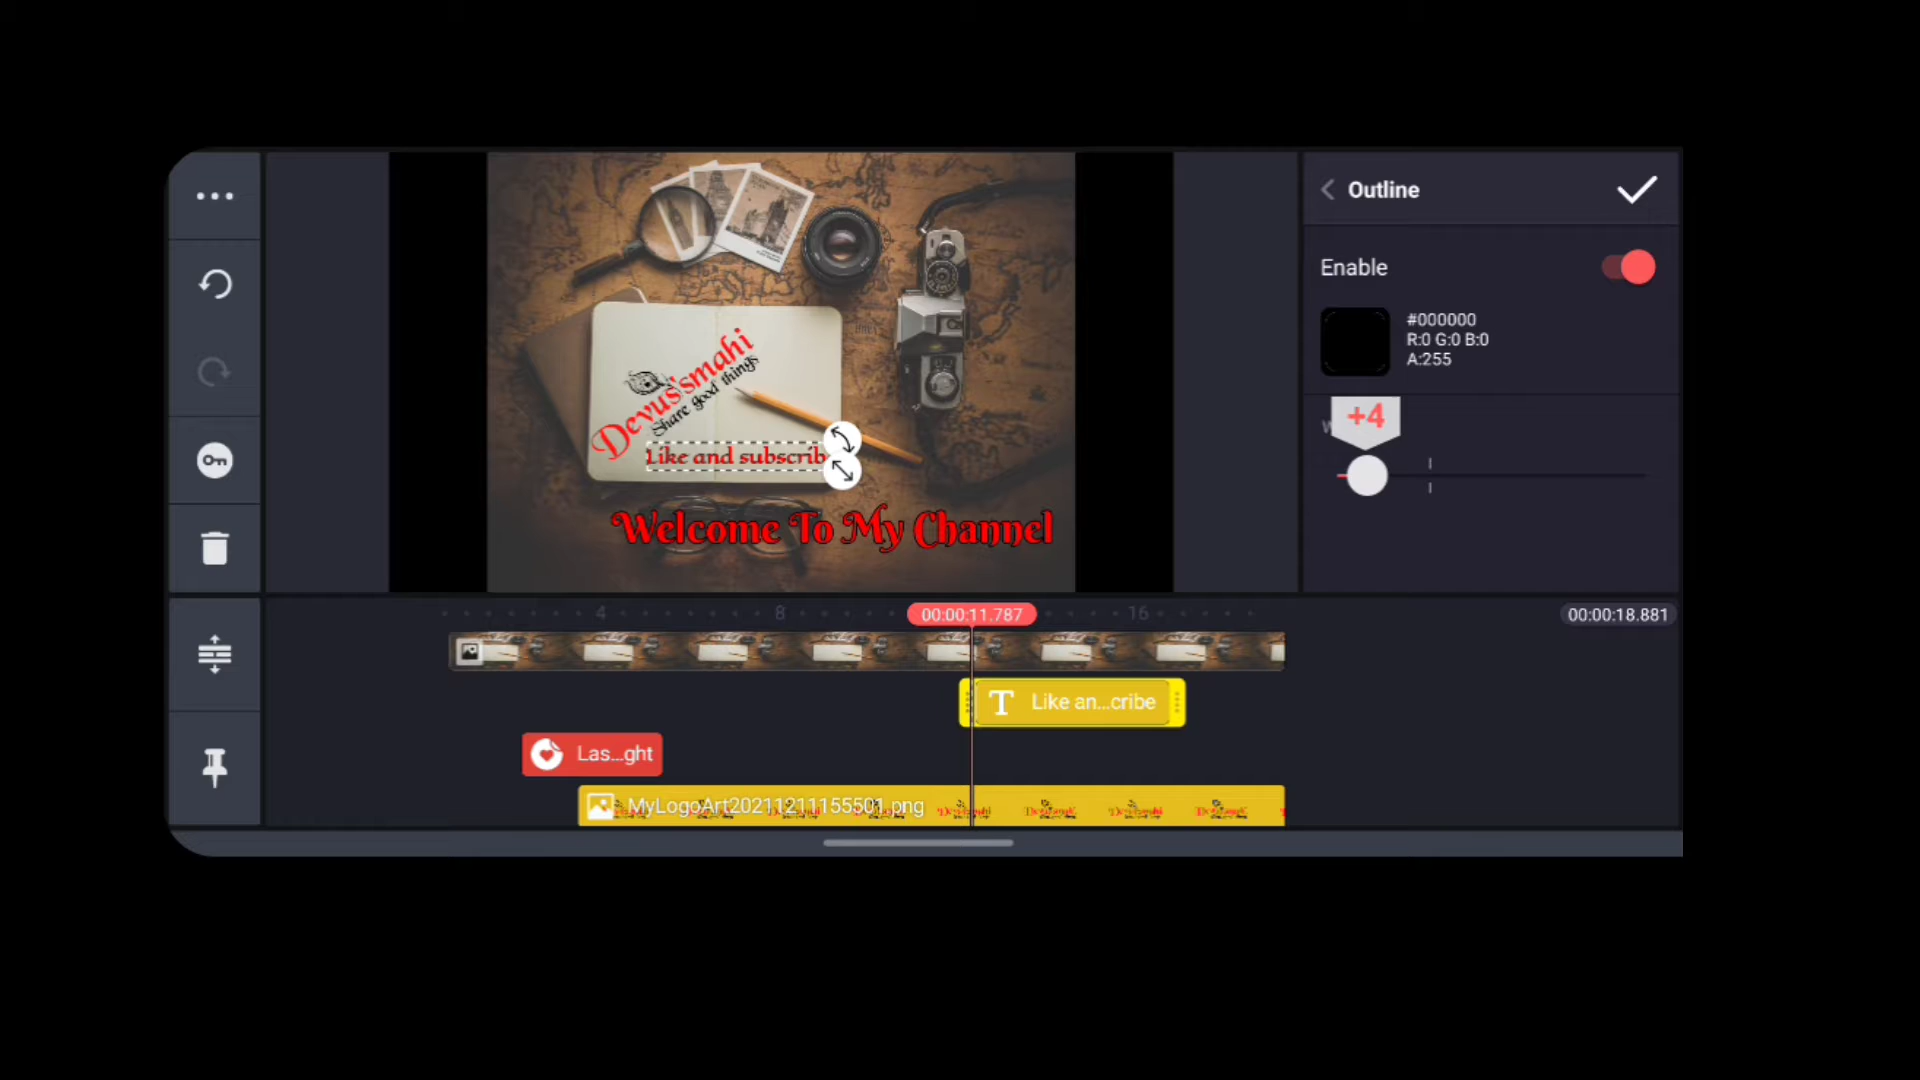 Outline
Enable
#000000
R:0 G:0 B:0
A:255
+4
Devus'smahi
Share good things
Like and subscrib
Welcome To My Channel
4
8
00:00:11.787
16
00:00:18.881
Like an...cribe
Las...ght
MyLogoArt20211211155501.png